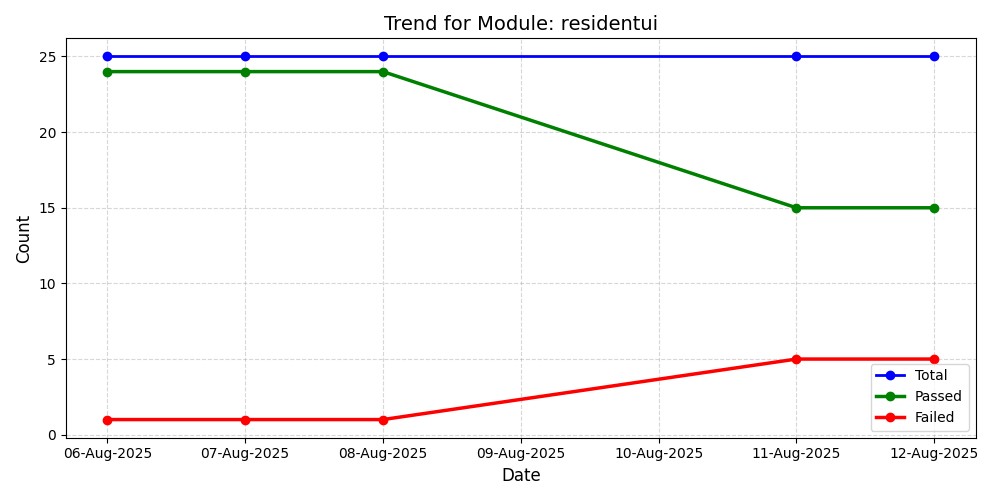 Trend for Module: residentui
Count
25
20
15
10
5
0
06-Aug-2025 07-Aug-2025 08-Aug-2025 09-Aug-2025 10-Aug-2025 11-Aug-2025 12-Aug-2025
Date
Total
Passed
Failed